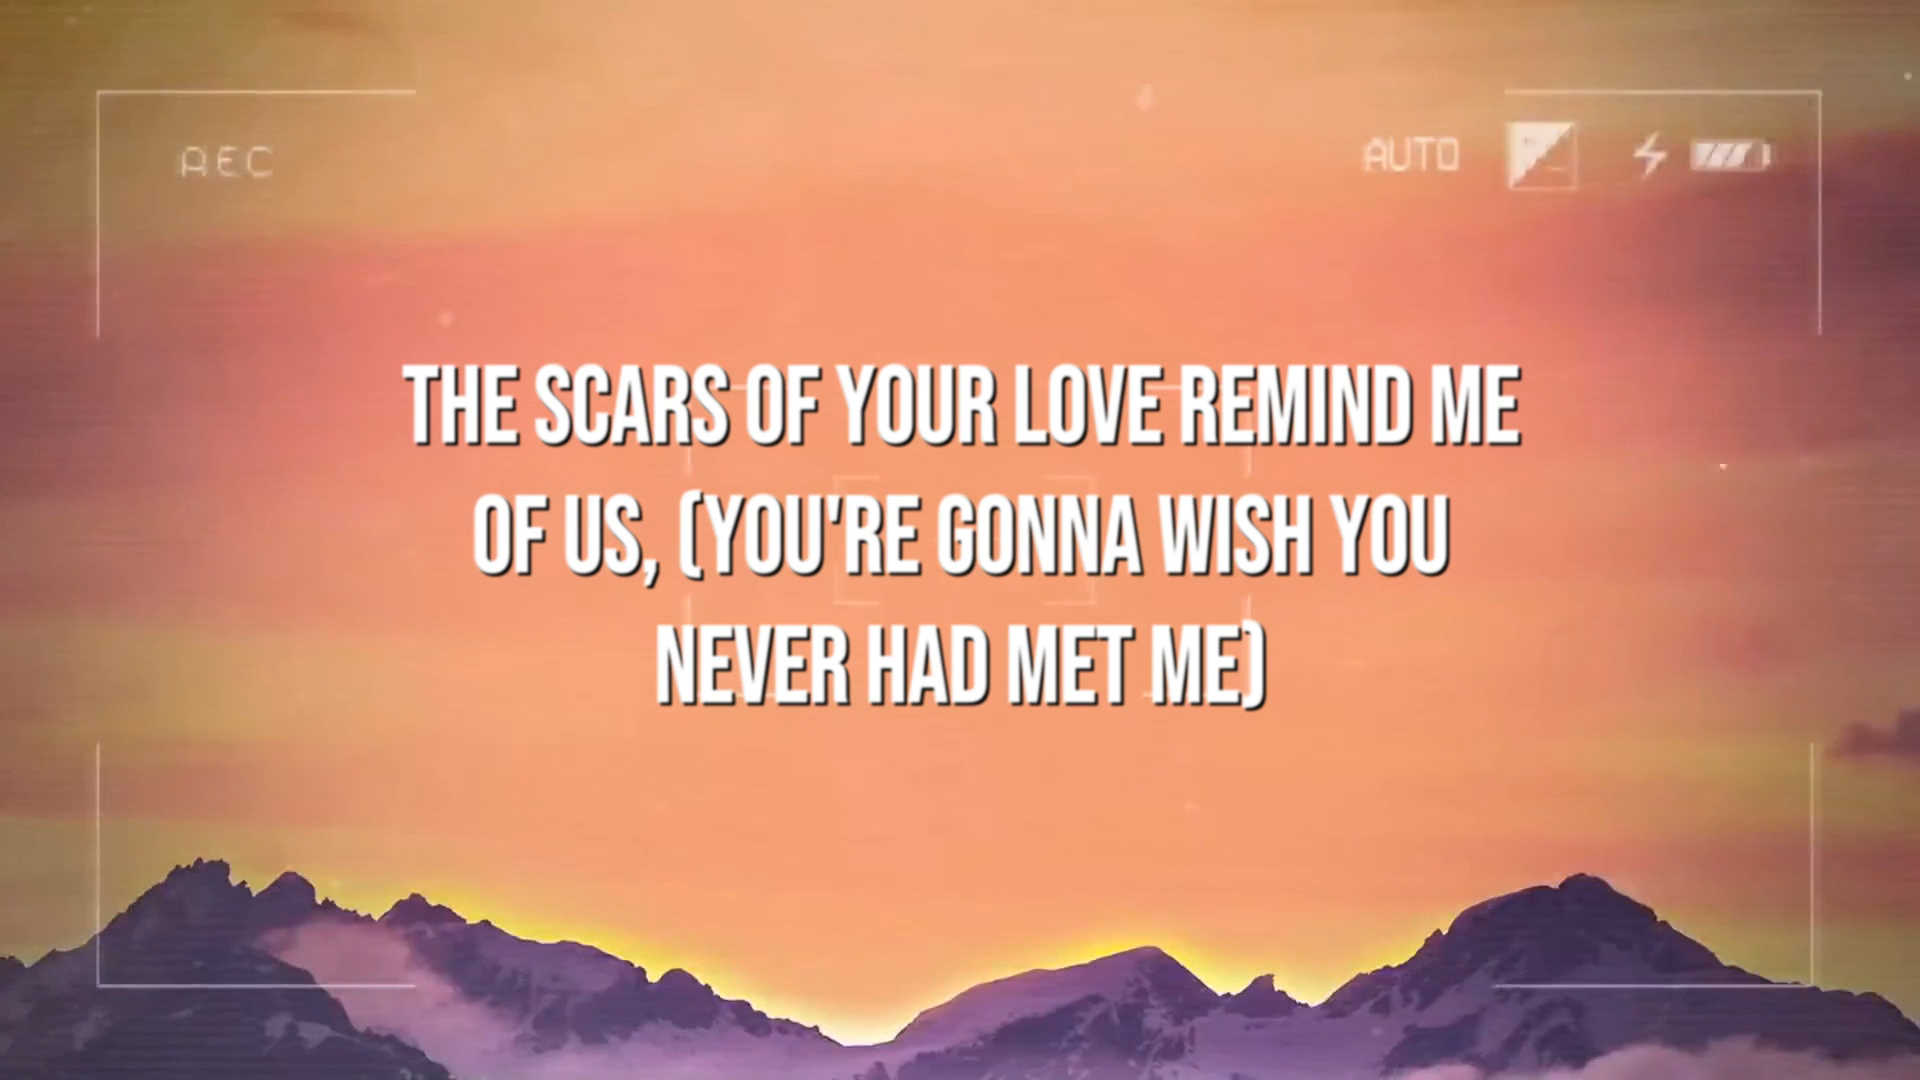 REC
AUTO
THE SCARS OF YOUR LOVE REMIND ME
OF US, (YOU'RE GONNA WISH YOU
NEVER HAD MET ME)